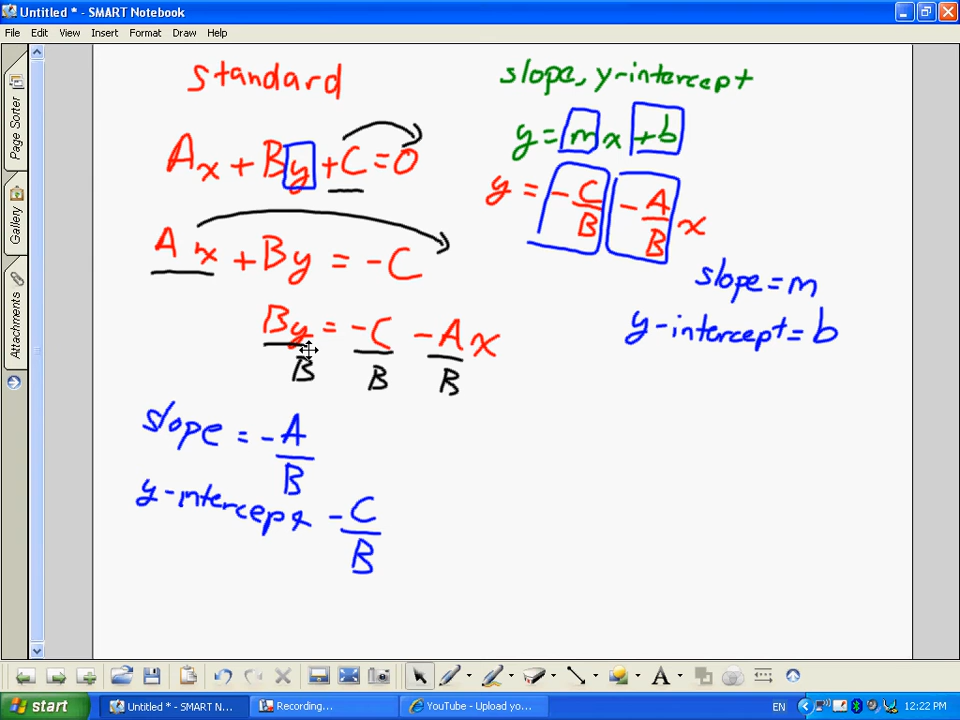 Untitled * - SMART Notebook
File Edit View Insert Format Draw Help
Page Sorter
Gallery
Attachments
standard
Ax + By + C = 0
Ax + By = -C
By = -C - Ax
B B B
slope = - A
B
y-intercept - C
B
slope, y-intercept
y = mx + b
y = - C - A x
B B
slope = m
y-intercept = b
start
Untitled * - SMART N...
Recording...
YouTube - Upload yo...
EN
12:22 PM